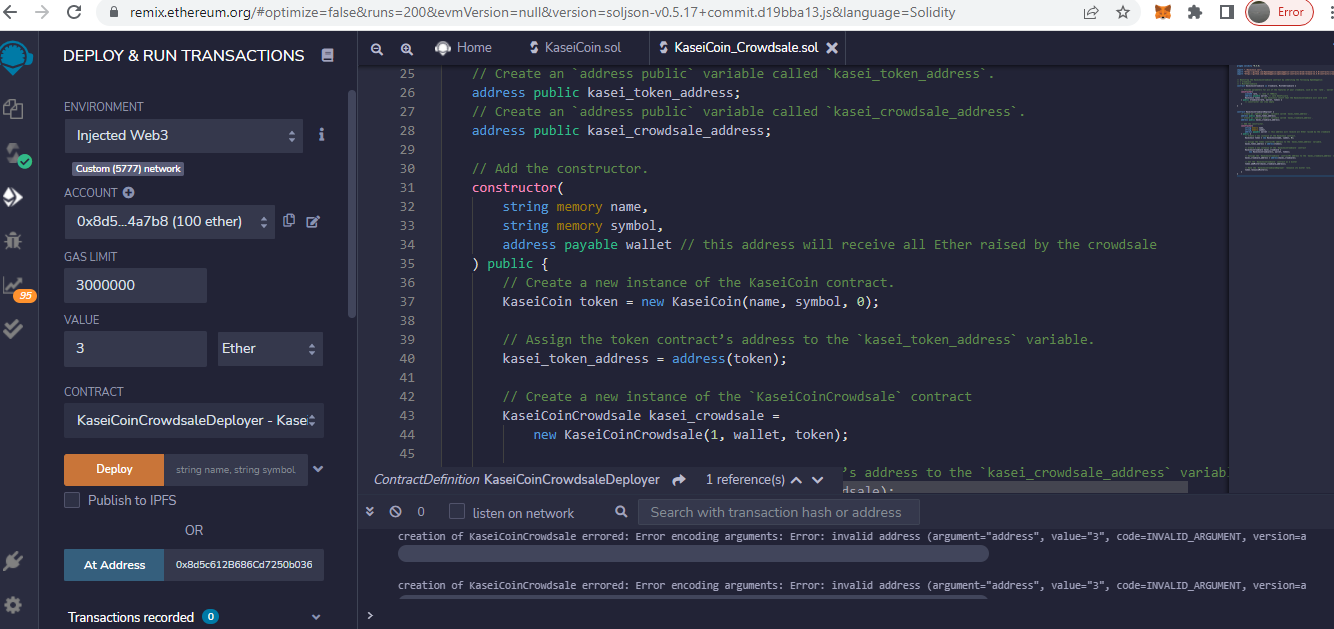 remix.ethereum.org/#optimize=false&runs=200&evmVersion=null&version=soljson-v0.5.17+commit.d19bba13.js&language=Solidity
Error
DEPLOY & RUN TRANSACTIONS
ENVIRONMENT
Injected Web3
i
Custom (5777) network
ACCOUNT
0x8d5...4a7b8 (100 ether)
GAS LIMIT
3000000
VALUE
3
Ether
CONTRACT
KaseiCoinCrowdsaleDeployer - Kasei
Deploy
string name, string symbol
Publish to IPFS
OR
At Address
0x8d5c612B686Cd7250b036
Transactions recorded 0
95
Home
KaseiCoin.sol
KaseiCoin_Crowdsale.sol
25 // Create an `address public` variable called `kasei_token_address`.
26 address public kasei_token_address;
27 // Create an `address public` variable called `kasei_crowdsale_address`.
28 address public kasei_crowdsale_address;
29
30 // Add the constructor.
31 constructor(
32 string memory name,
33 string memory symbol,
34 address payable wallet // this address will receive all Ether raised by the crowdsale
35 ) public {
36 // Create a new instance of the KaseiCoin contract.
37 KaseiCoin token = new KaseiCoin(name, symbol, 0);
38
39 // Assign the token contract’s address to the `kasei_token_address` variable.
40 kasei_token_address = address(token);
41
42 // Create a new instance of the `KaseiCoinCrowdsale` contract
43 KaseiCoinCrowdsale kasei_crowdsale =
44 new KaseiCoinCrowdsale(1, wallet, token);
45
’s address to the `kasei_crowdsale_address` variabl
dsale);
ContractDefinition KaseiCoinCrowdsaleDeployer
1 reference(s)
0
listen on network
Search with transaction hash or address
creation of KaseiCoinCrowdsale errored: Error encoding arguments: Error: invalid address (argument="address", value="3", code=INVALID_ARGUMENT, version=a
creation of KaseiCoinCrowdsale errored: Error encoding arguments: Error: invalid address (argument="address", value="3", code=INVALID_ARGUMENT, version=a
>